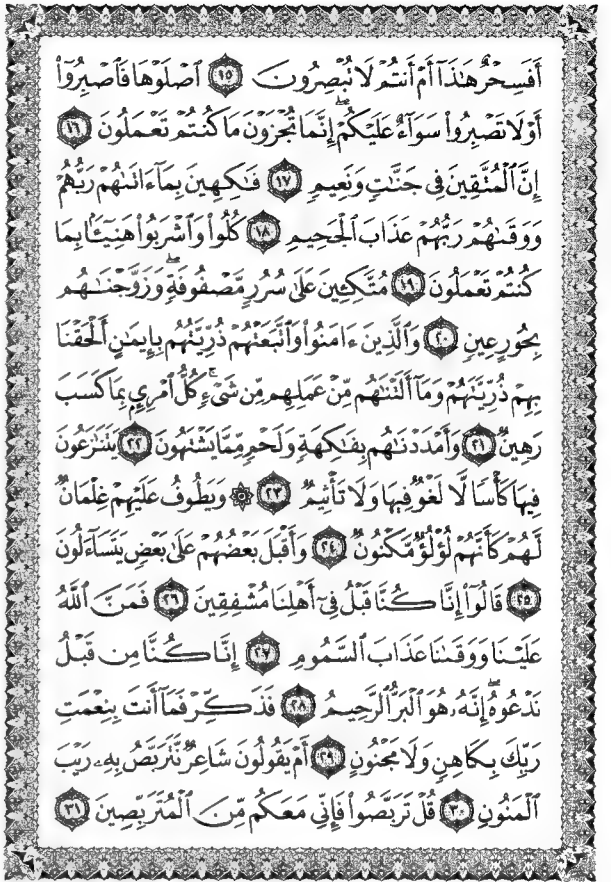 أَفَسِحْرٌ هَٰذَآ أَمْ أَنتُمْ لَا تُبْصِرُونَ ١٥ ٱصْلَوْهَا فَٱصْبِرُوٓا۟
أَوْ لَا تَصْبِرُوا۟ سَوَآءٌ عَلَيْكُمْ ۖ إِنَّمَا تُجْزَوْنَ مَا كُنتُمْ تَعْمَلُونَ ١٦
إِنَّ ٱلْمُتَّقِينَ فِى جَنَّٰتٍ وَنَعِيمٍ ١٧ فَٰكِهِينَ بِمَآ ءَاتَىٰهُمْ رَبُّهُمْ
وَوَقَىٰهُمْ رَبُّهُمْ عَذَابَ ٱلْجَحِيمِ ١٨ كُلُوا۟ وَٱشْرَبُوا۟ هَنِيٓـًٔۢا بِمَا
كُنتُمْ تَعْمَلُونَ ١٩ مُتَّكِـِٔينَ عَلَىٰ سُرُرٍ مَّصْفُوفَةٍ ۖ وَزَوَّجْنَٰهُم
بِحُورٍ عِينٍ ٢٠ وَٱلَّذِينَ ءَامَنُوا۟ وَٱتَّبَعَتْهُمْ ذُرِّيَّتُهُم بِإِيمَٰنٍ أَلْحَقْنَا
بِهِمْ ذُرِّيَّتَهُمْ وَمَآ أَلَتْنَٰهُم مِّنْ عَمَلِهِم مِّن شَىْءٍ ۚ كُلُّ ٱمْرِئٍۭ بِمَا كَسَبَ
رَهِينٌ ٢١ وَأَمْدَدْنَٰهُم بِفَٰكِهَةٍ وَلَحْمٍ مِّمَّا يَشْتَهُونَ ٢٢ يَتَنَٰزَعُونَ
فِيهَا كَأْسًا لَّا لَغْوٌ فِيهَا وَلَا تَأْثِيمٌ ٢٣ ۞ وَيَطُوفُ عَلَيْهِمْ غِلْمَانٌ
لَّهُمْ كَأَنَّهُمْ لُؤْلُؤٌ مَّكْنُونٌ ٢٤ وَأَقْبَلَ بَعْضُهُمْ عَلَىٰ بَعْضٍ يَتَسَآءَلُونَ
٢٥ قَالُوٓا۟ إِنَّا كُنَّا قَبْلُ فِىٓ أَهْلِنَا مُشْفِقِينَ ٢٦ فَمَنَّ ٱللَّهُ
عَلَيْنَا وَوَقَىٰنَا عَذَابَ ٱلسَّمُومِ ٢٧ إِنَّا كُنَّا مِن قَبْلُ
نَدْعُوهُ ۖ إِنَّهُۥ هُوَ ٱلْبَرُّ ٱلرَّحِيمُ ٢٨ فَذَكِّرْ فَمَآ أَنتَ بِنِعْمَتِ
رَبِّكَ بِكَاهِنٍ وَلَا مَجْنُونٍ ٢٩ أَمْ يَقُولُونَ شَاعِرٌ نَّتَرَبَّصُ بِهِۦ رَيْبَ
ٱلْمَنُونِ ٣٠ قُلْ تَرَبَّصُوا۟ فَإِنِّى مَعَكُم مِّنَ ٱلْمُتَرَبِّصِينَ ٣١